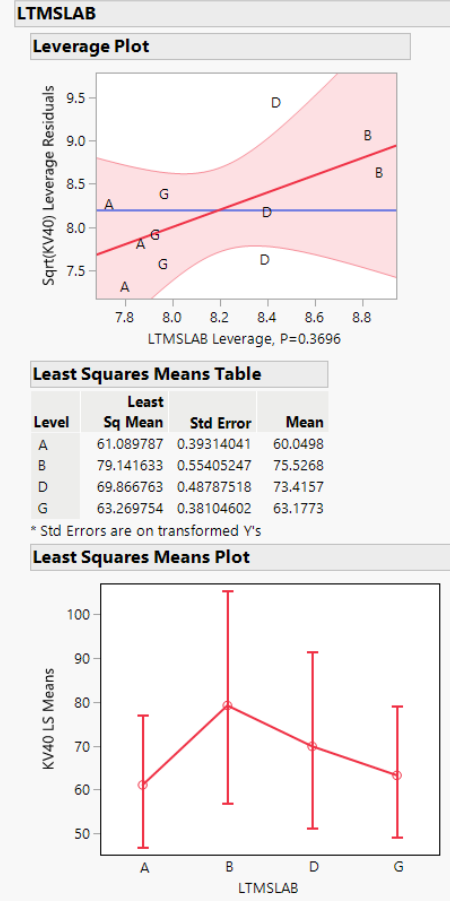 LTMSLAB
Leverage Plot
Sqrt(KV40) Leverage Residuals
9.5
9.0
8.5
8.0
7.5
D
B
B
G
A
D
G
A
G
D
A
7.8 8.0 8.2 8.4 8.6 8.8
LTMSLAB Leverage, P=0.3696
Least Squares Means Table
Least
Level Sq Mean Std Error Mean
A 61.089787 0.39314041 60.0498
B 79.141633 0.55405247 75.5268
D 69.866763 0.48787518 73.4157
G 63.269754 0.38104602 63.1773
* Std Errors are on transformed Y's
Least Squares Means Plot
KV40 LS Means
100
90
80
70
60
50
A B D G
LTMSLAB